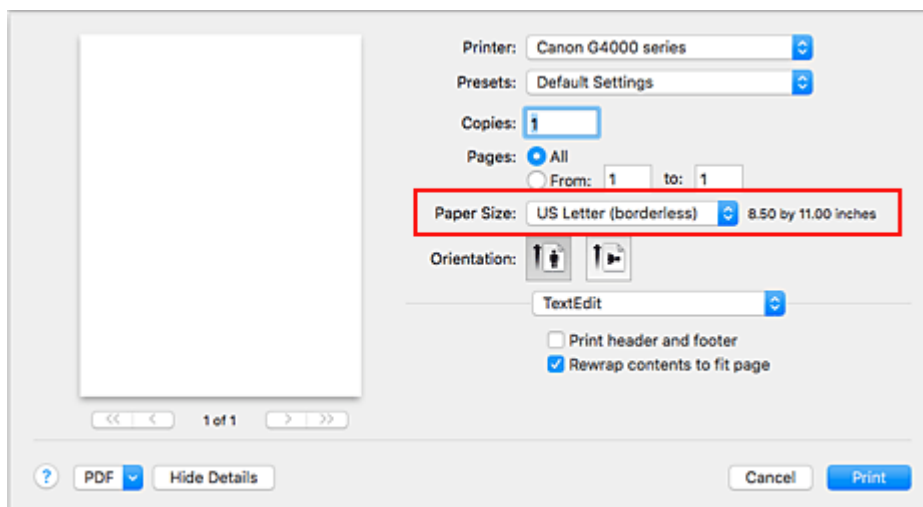 Printer: Canon G4000 series
Presets: Default Settings
Copies: 1
Pages: All
From: 1 to: 1
Paper Size: US Letter (borderless) 8.50 by 11.00 inches
Orientation:
TextEdit
Print header and footer
Rewrap contents to fit page
<< < 1 of 1 > >>
? PDF Hide Details Cancel Print